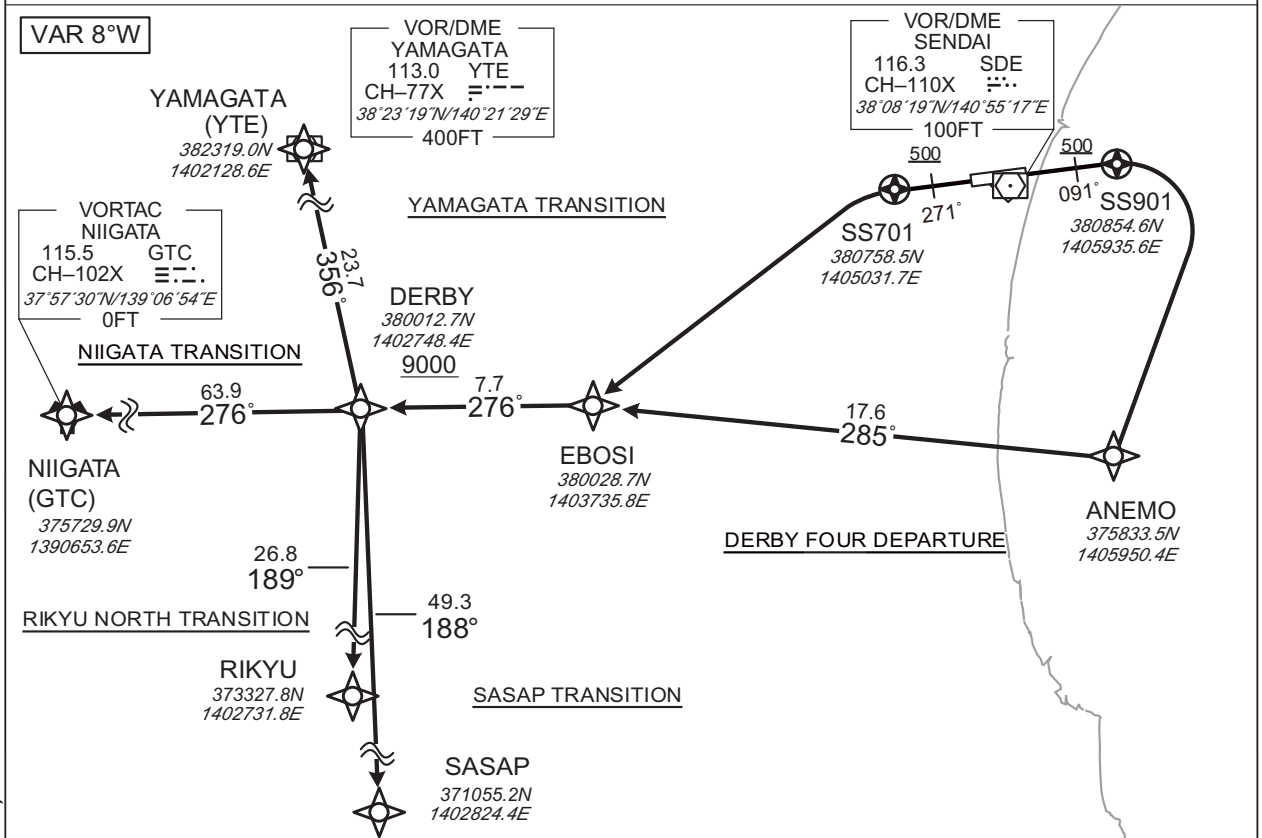 VAR 8°W
VOR/DME
YAMAGATA
113.0 YTE
CH–77X
38°23′19″N/140°21′29″E
400FT
VOR/DME
SENDAI
116.3 SDE
CH–110X
38°08′19″N/140°55′17″E
100FT
YAMAGATA
(YTE)
382319.0N
1402128.6E
YAMAGATA TRANSITION
500
271°
500
091°
SS901
380854.6N
1405935.6E
SS701
380758.5N
1405031.7E
VORTAC
NIIGATA
115.5 GTC
CH–102X
37°57′30″N/139°06′54″E
0FT
23.7
356°
DERBY
380012.7N
1402748.4E
9000
NIIGATA TRANSITION
63.9
276°
7.7
276°
17.6
285°
NIIGATA
(GTC)
375729.9N
1390653.6E
EBOSI
380028.7N
1403735.8E
ANEMO
375833.5N
1405950.4E
DERBY FOUR DEPARTURE
26.8
189°
49.3
188°
RIKYU NORTH TRANSITION
RIKYU
373327.8N
1402731.8E
SASAP TRANSITION
SASAP
371055.2N
1402824.4E